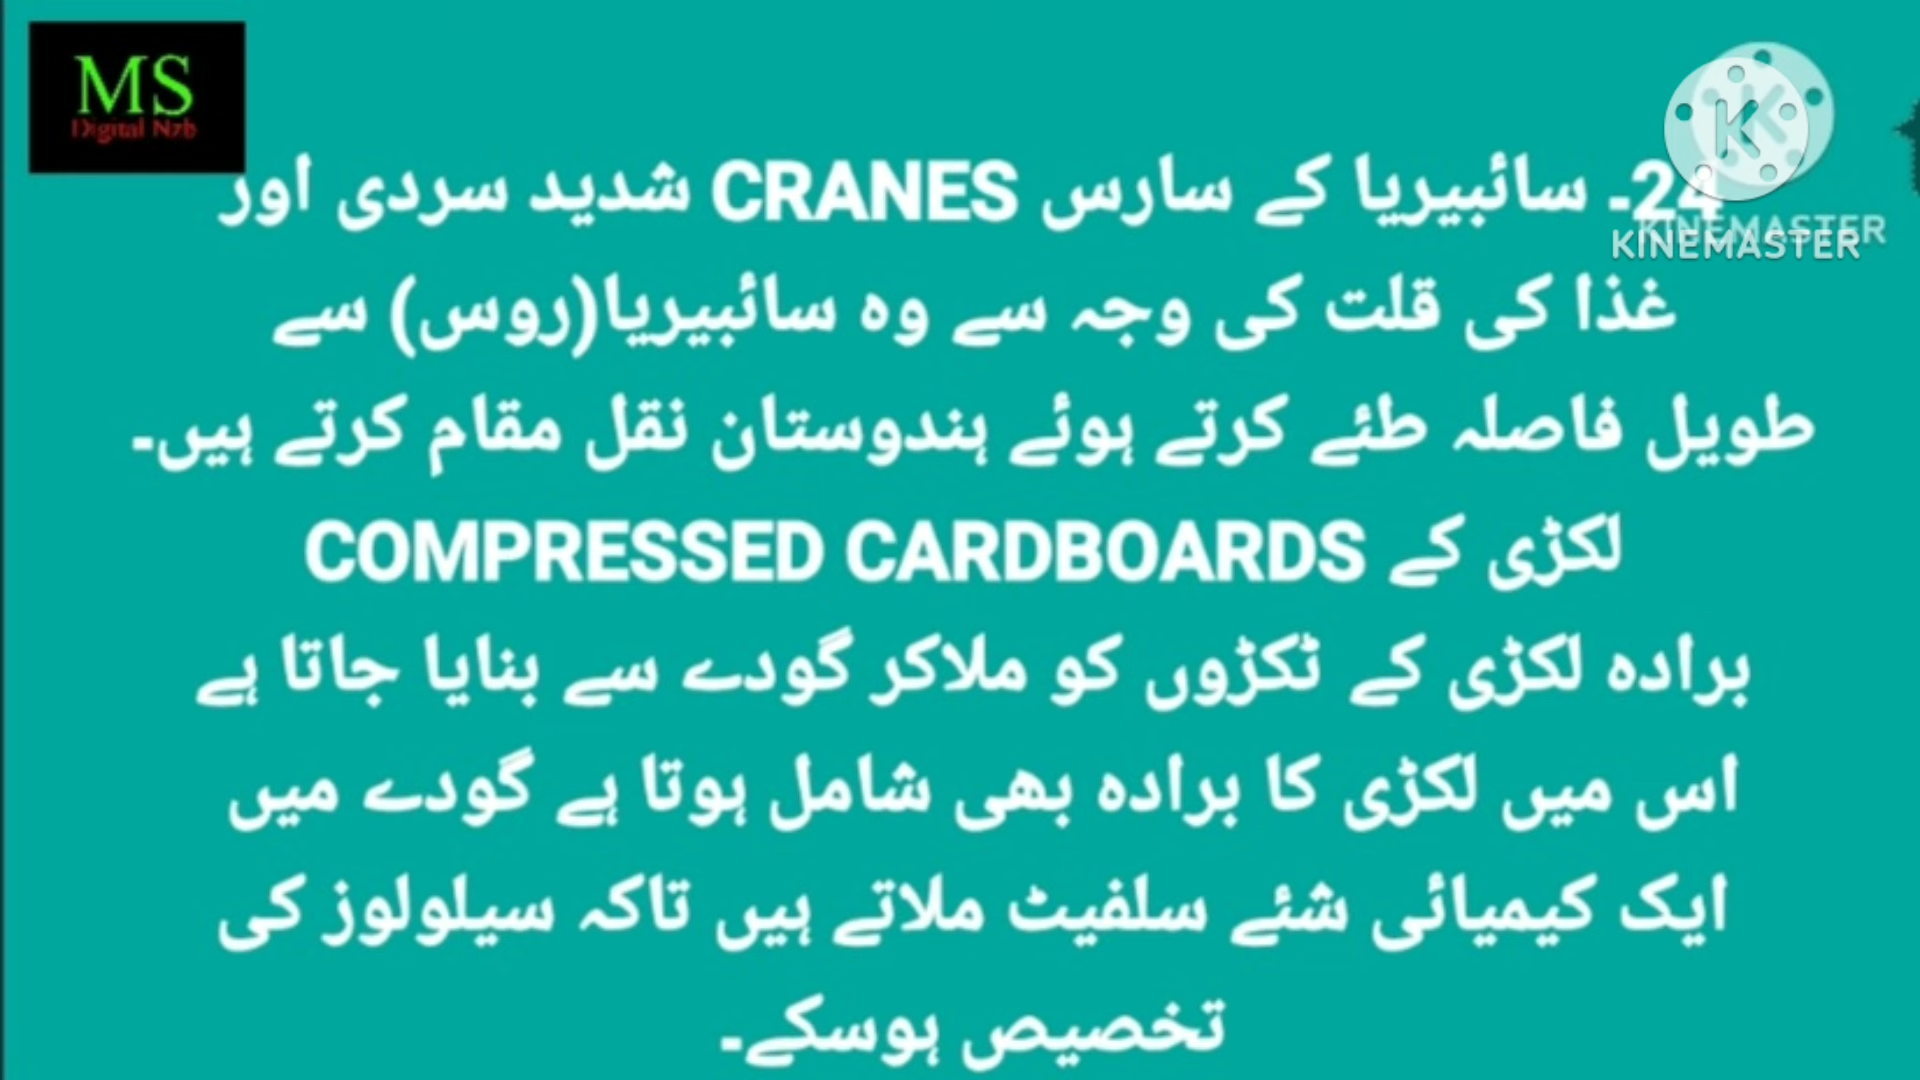 MS
Digital Nzb
KINEMASTER
KINEMASTER
24۔ سائبیریا کے سارس CRANES شدید سردی اور
غذا کی قلت کی وجہ سے وہ سائبیریا(روس) سے
طویل فاصلہ طئے کرتے ہوئے ہندوستان نقل مقام کرتے ہیں۔
لکڑی کے COMPRESSED CARDBOARDS
برادہ لکڑی کے ٹکڑوں کو ملاکر گودے سے بنایا جاتا ہے
اس میں لکڑی کا برادہ بھی شامل ہوتا ہے گودے میں
ایک کیمیائی شئے سلفیٹ ملاتے ہیں تاکہ سیلولوز کی
تخصیص ہوسکے۔